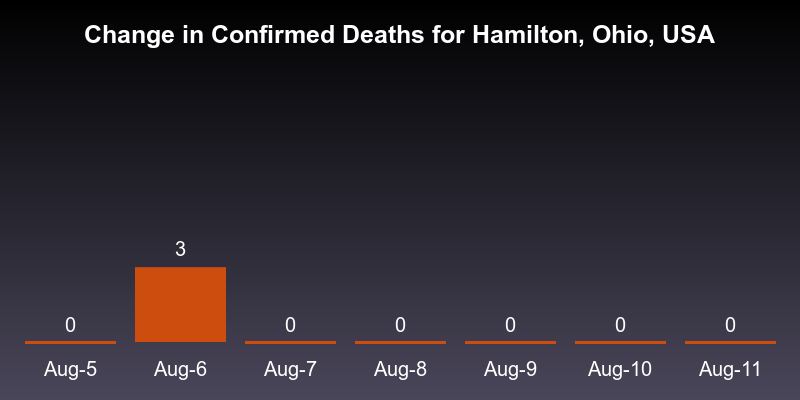 Change in Confirmed Deaths for Hamilton, Ohio, USA
3
0 0 0 0 0 0
Aug-5 Aug-6 Aug-7 Aug-8 Aug-9 Aug-10 Aug-11